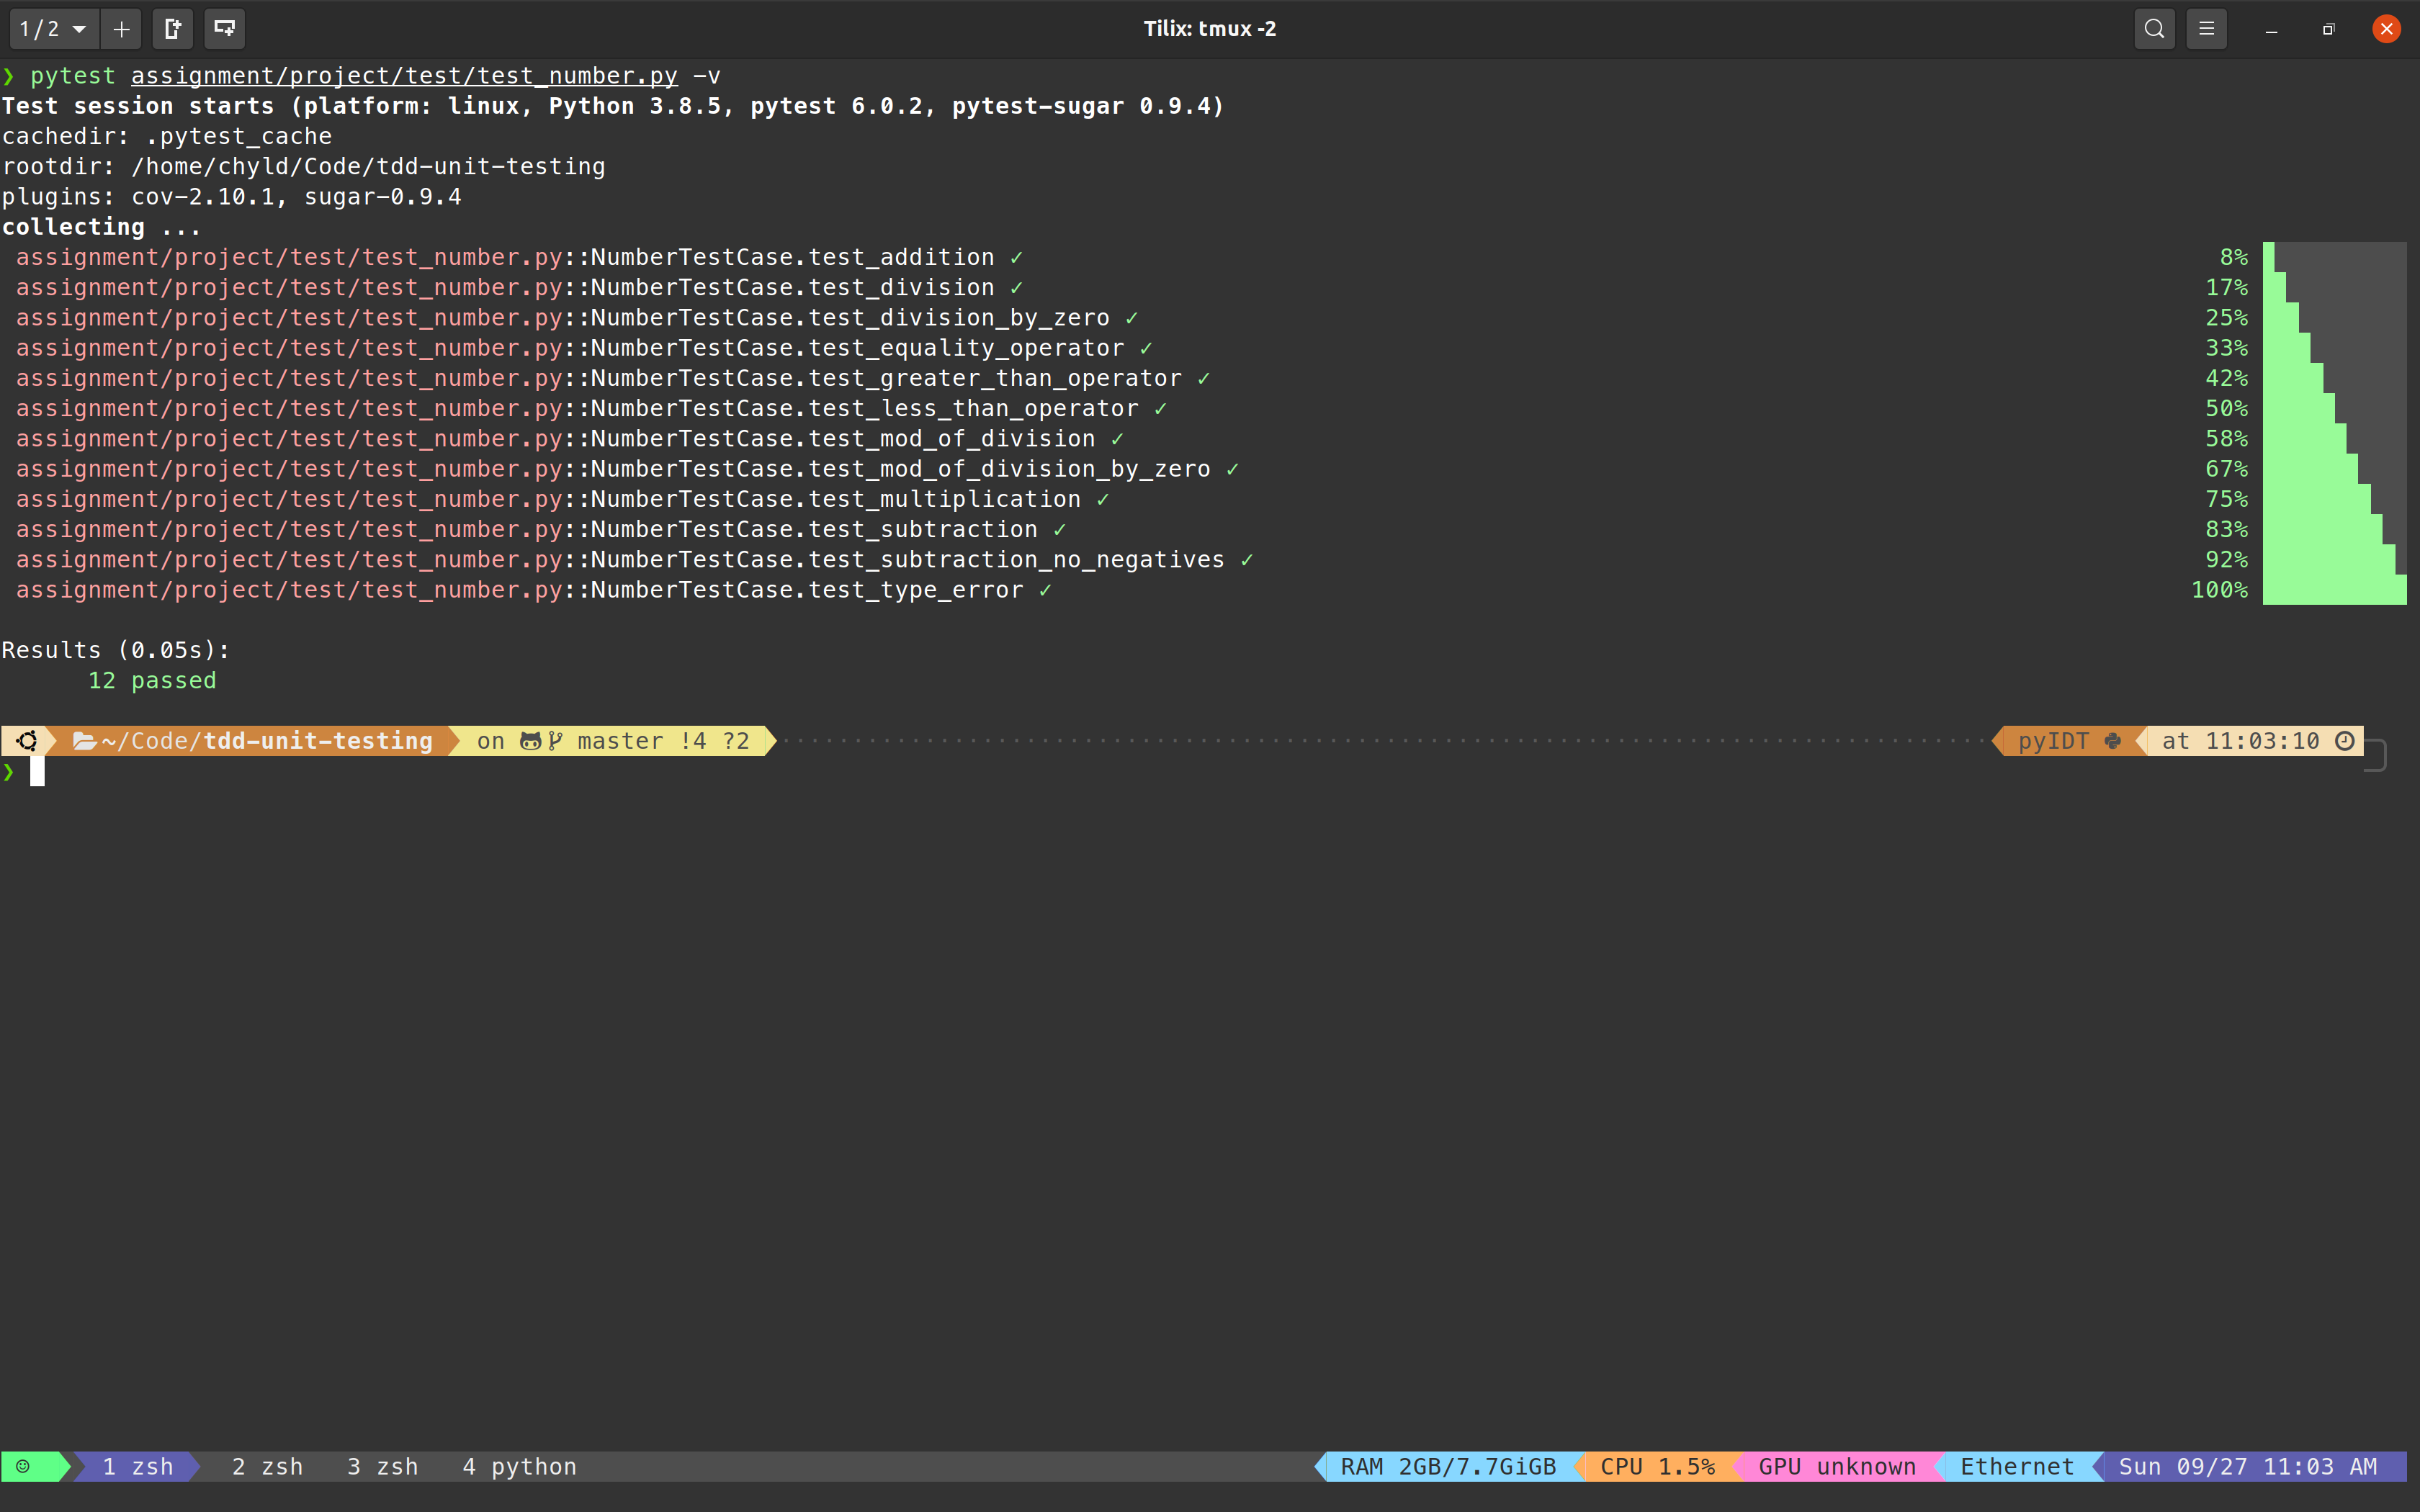 1 / 2
Tilix: tmux -2
❯ pytest assignment/project/test/test_number.py -v
Test session starts (platform: linux, Python 3.8.5, pytest 6.0.2, pytest-sugar 0.9.4)
cachedir: .pytest_cache
rootdir: /home/chyld/Code/tdd-unit-testing
plugins: cov-2.10.1, sugar-0.9.4
collecting ...
assignment/project/test/test_number.py::NumberTestCase.test_addition ✓ 8%
assignment/project/test/test_number.py::NumberTestCase.test_division ✓ 17%
assignment/project/test/test_number.py::NumberTestCase.test_division_by_zero ✓ 25%
assignment/project/test/test_number.py::NumberTestCase.test_equality_operator ✓ 33%
assignment/project/test/test_number.py::NumberTestCase.test_greater_than_operator ✓ 42%
assignment/project/test/test_number.py::NumberTestCase.test_less_than_operator ✓ 50%
assignment/project/test/test_number.py::NumberTestCase.test_mod_of_division ✓ 58%
assignment/project/test/test_number.py::NumberTestCase.test_mod_of_division_by_zero ✓ 67%
assignment/project/test/test_number.py::NumberTestCase.test_multiplication ✓ 75%
assignment/project/test/test_number.py::NumberTestCase.test_subtraction ✓ 83%
assignment/project/test/test_number.py::NumberTestCase.test_subtraction_no_negatives ✓ 92%
assignment/project/test/test_number.py::NumberTestCase.test_type_error ✓ 100%
Results (0.05s):
12 passed
~/Code/tdd-unit-testing on master !4 ?2 pyIDT at 11:03:10
❯
1 zsh 2 zsh 3 zsh 4 python RAM 2GB/7.7GiGB CPU 1.5% GPU unknown Ethernet Sun 09/27 11:03 AM